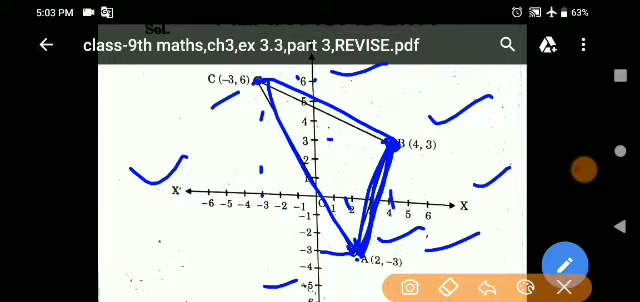 5:03 PM
63%
Sol.
class-9th maths,ch3,ex 3.3,part 3,REVISE.pdf
C (–3, 6)
6
5
4
B (4, 3)
3
2
1
X′
O
X
–6 –5 –4 –3 –2 –1 1 2 3 4 5 6
–1
–2
–3
A (2, –3)
–4